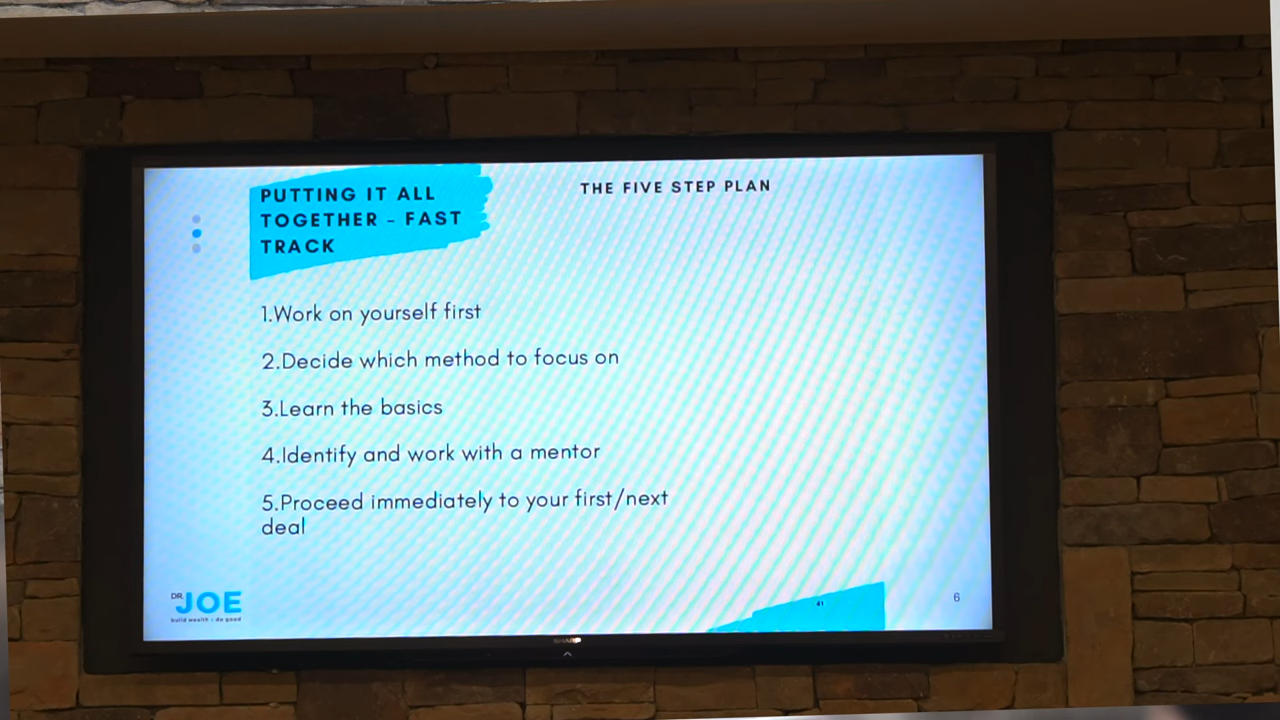 PUTTING IT ALL
TOGETHER - FAST
TRACK
THE FIVE STEP PLAN
1.Work on yourself first
2.Decide which method to focus on
3.Learn the basics
4.Identify and work with a mentor
5.Proceed immediately to your first/next
deal
DR.
JOE
build wealth : do good
41
6
SHARP